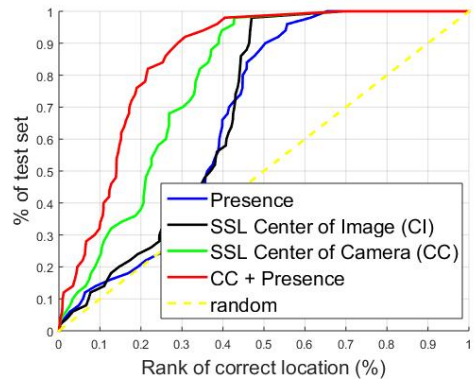 1
0.9
0.8
0.7
0.6
0.5
0.4
0.3
0.2
0.1
0
% of test set
Presence
SSL Center of Image (CI)
SSL Center of Camera (CC)
CC + Presence
random
0 0.1 0.2 0.3 0.4 0.5 0.6 0.7 0.8 0.9 1
Rank of correct location (%)